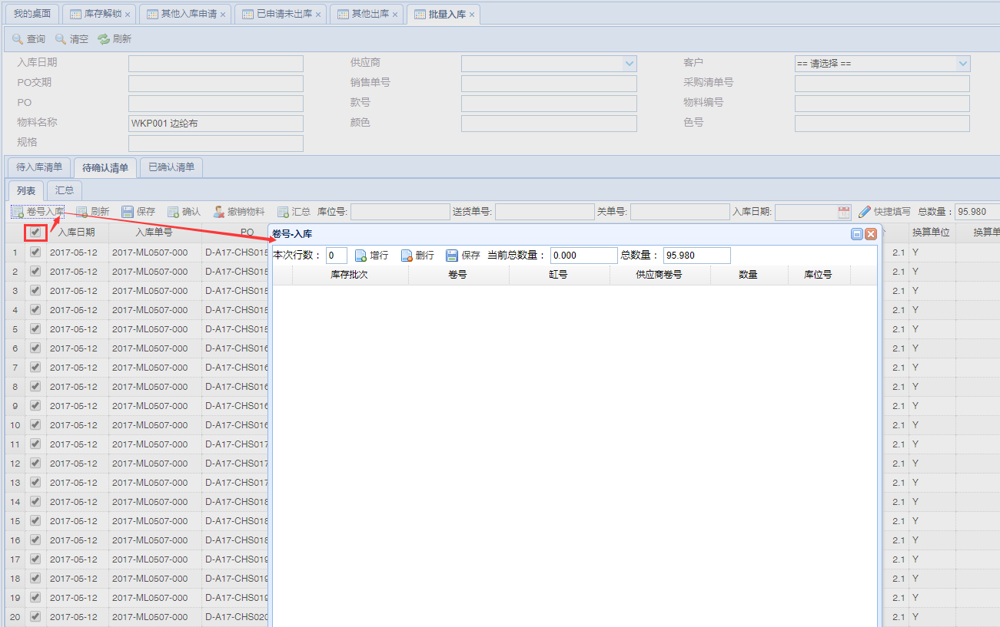 我的桌面 库存解锁 × 其他入库申请 × 已申请未出库 × 其他出库 × 批量入库 ×
查询 清空 刷新
入库日期 供应商 客户 == 请选择 ==
PO交期 销售单号 采购清单号
PO 款号 物料编号
物料名称 WKP001 边纶布 颜色 色号
规格
待入库清单 待确认清单 已确认清单
列表 汇总
卷号入库 刷新 保存 确认 撤销物料 汇总 库位号: 送货单号: 关单号: 入库日期: 快捷填写 总数量: 95.980
入库日期 入库单号 PO 换算单位 换算单
卷号-入库
本次行数： 0 增行 删行 保存 当前总数量： 0.000 总数量： 95.980
库存批次 卷号 缸号 供应商卷号 数量 库位号
1 2017-05-12 2017-ML0507-000 D-A17-CHS015 2.1 Y
2 2017-05-12 2017-ML0507-000 D-A17-CHS015 2.1 Y
3 2017-05-12 2017-ML0507-000 D-A17-CHS015 2.1 Y
4 2017-05-12 2017-ML0507-000 D-A17-CHS015 2.1 Y
5 2017-05-12 2017-ML0507-000 D-A17-CHS015 2.1 Y
6 2017-05-12 2017-ML0507-000 D-A17-CHS016 2.1 Y
7 2017-05-12 2017-ML0507-000 D-A17-CHS016 2.1 Y
8 2017-05-12 2017-ML0507-000 D-A17-CHS016 2.1 Y
9 2017-05-12 2017-ML0507-000 D-A17-CHS016 2.1 Y
10 2017-05-12 2017-ML0507-000 D-A17-CHS016 2.1 Y
11 2017-05-12 2017-ML0507-000 D-A17-CHS017 2.1 Y
12 2017-05-12 2017-ML0507-000 D-A17-CHS017 2.1 Y
13 2017-05-12 2017-ML0507-000 D-A17-CHS017 2.1 Y
14 2017-05-12 2017-ML0507-000 D-A17-CHS018 2.1 Y
15 2017-05-12 2017-ML0507-000 D-A17-CHS018 2.1 Y
16 2017-05-12 2017-ML0507-000 D-A17-CHS018 2.1 Y
17 2017-05-12 2017-ML0507-000 D-A17-CHS019 2.1 Y
18 2017-05-12 2017-ML0507-000 D-A17-CHS019 2.1 Y
19 2017-05-12 2017-ML0507-000 D-A17-CHS019 2.1 Y
20 2017-05-12 2017-ML0507-000 D-A17-CHS020 2.1 Y